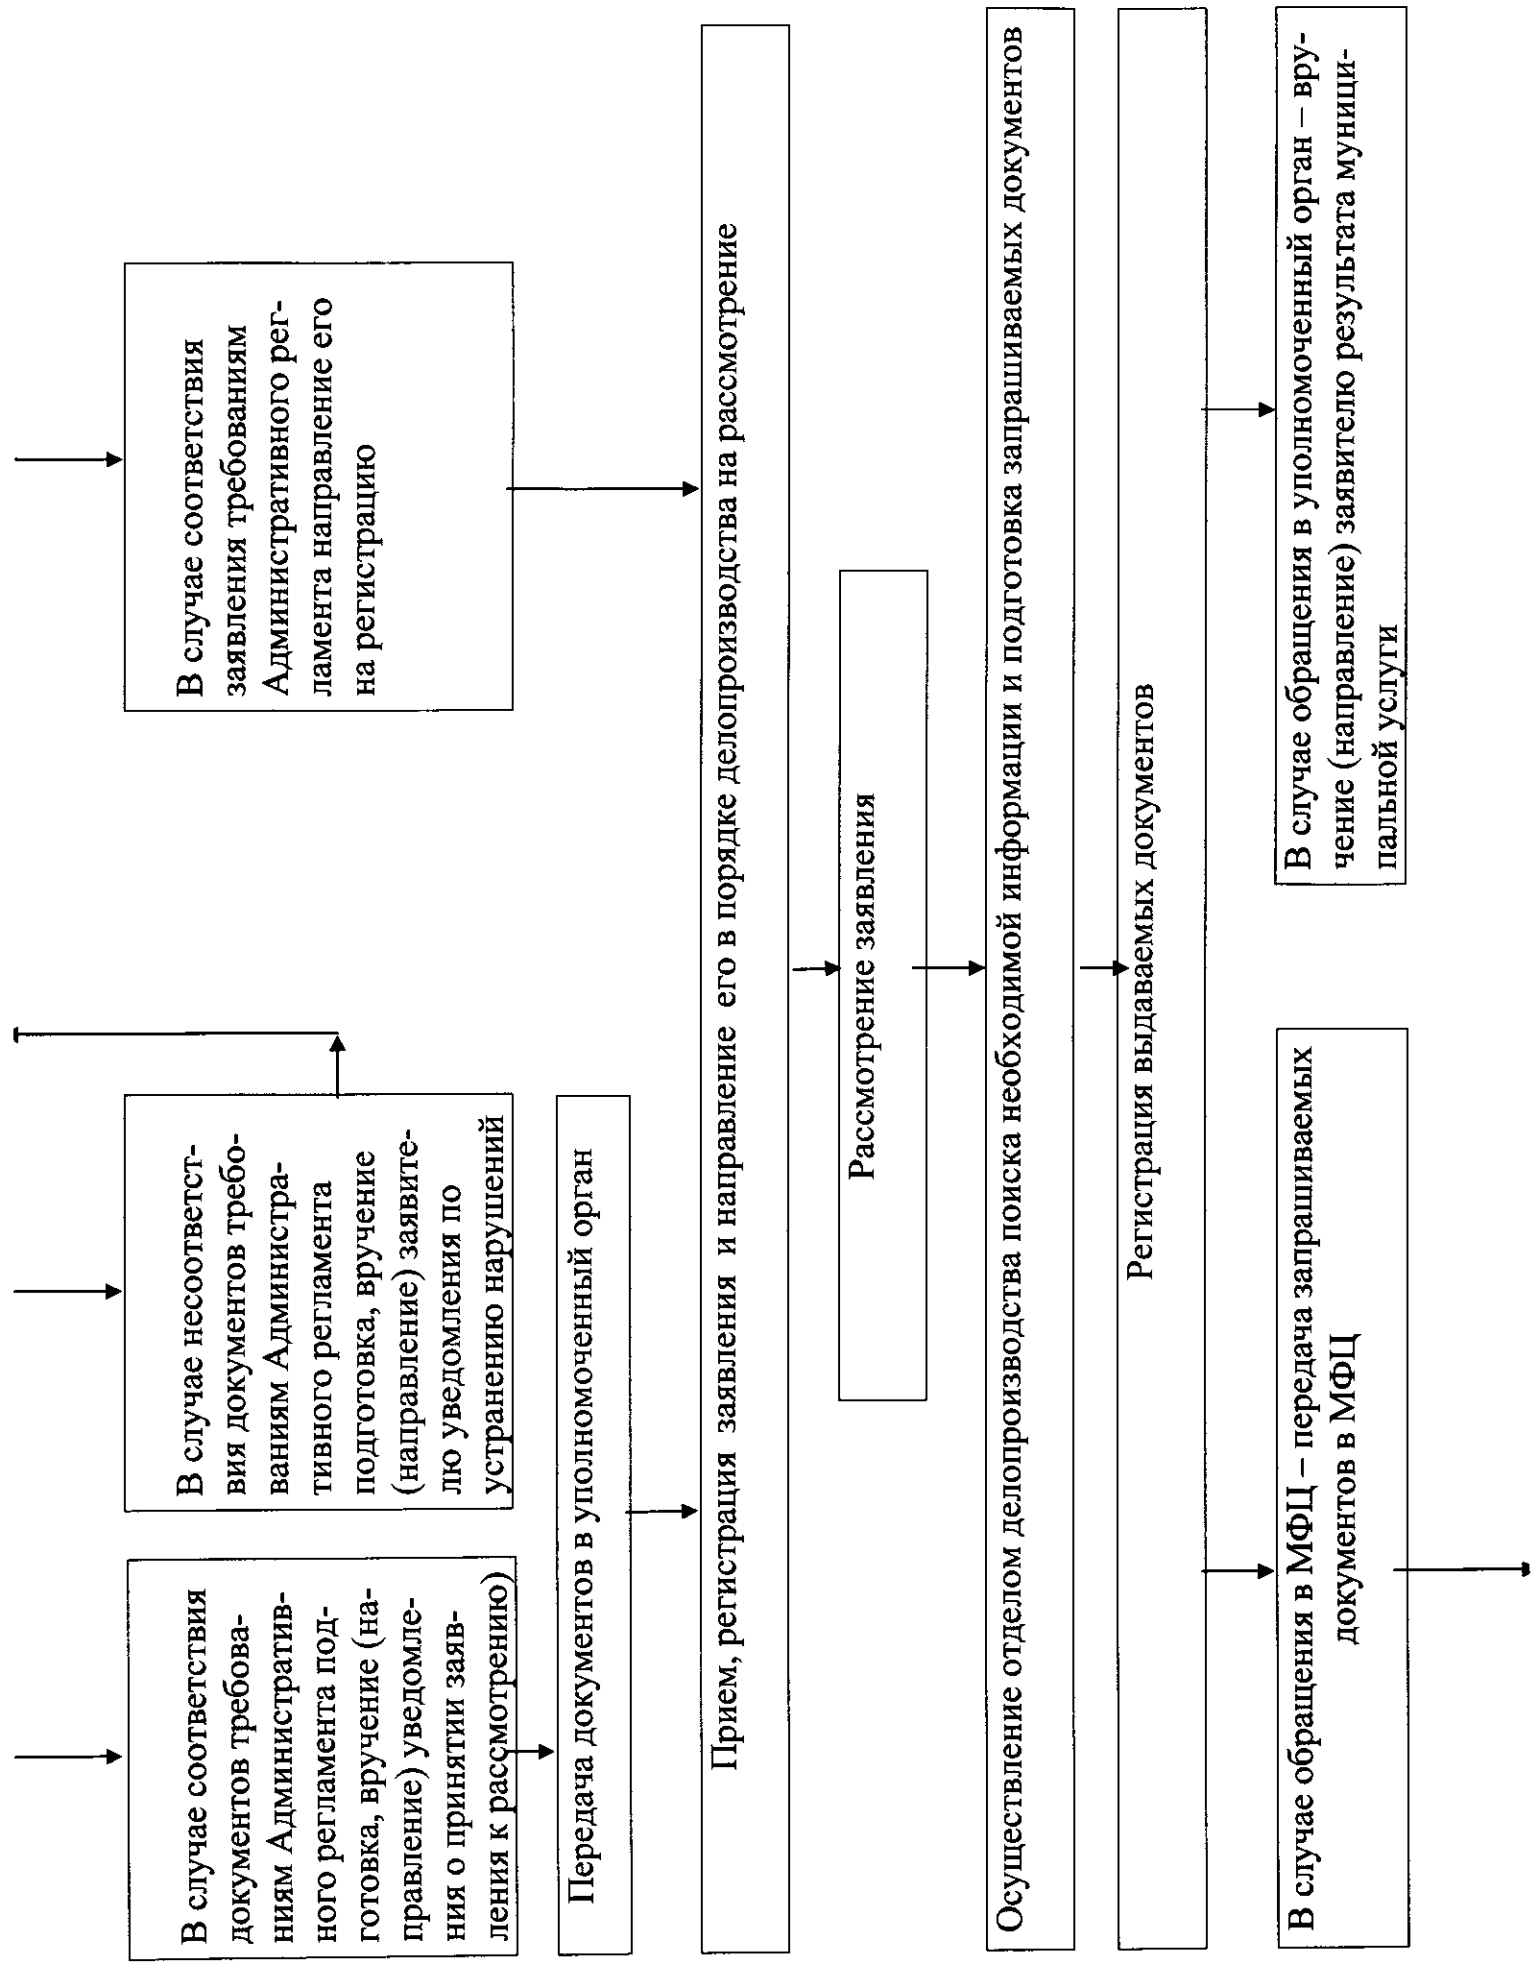 В случае соответствия
документов требова-
ниям Административ-
ного регламента под-
готовка, вручение (на-
правление) уведомле-
ния о принятии заяв-
ления к рассмотрению)
В случае несоответст-
вия документов требо-
ваниям Администра-
тивного регламента
подготовка, вручение
(направление) заявите-
лю уведомления по
устранению нарушений
В случае соответствия
заявления требованиям
Административного рег-
ламента направление его
на регистрацию
Передача документов в уполномоченный орган
Прием, регистрация заявления и направление его в порядке делопроизводства на рассмотрение
Рассмотрение заявления
Осуществление отделом делопроизводства поиска необходимой информации и подготовка запрашиваемых документов
Регистрация выдаваемых документов
В случае обращения в МФЦ – передача запрашиваемых
документов в МФЦ
В случае обращения в уполномоченный орган – вру-
чение (направление) заявителю результата муници-
пальной услуги